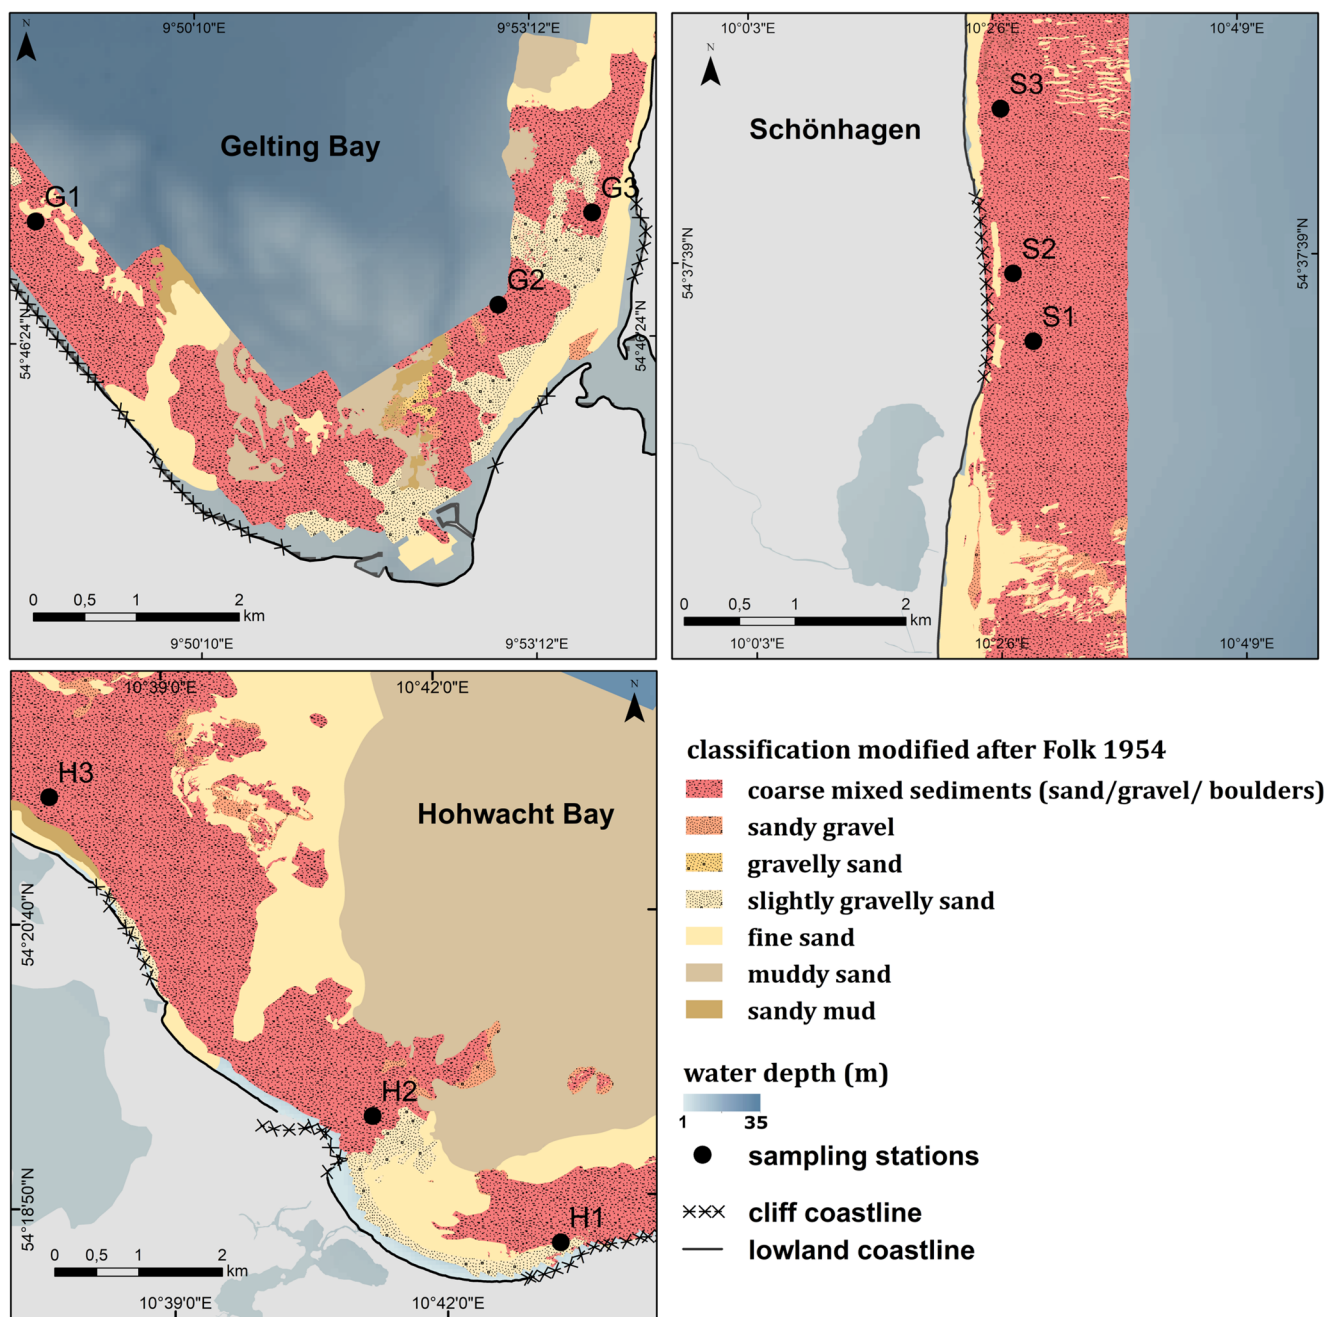 N
9°50'10"E
9°53'12"E
Gelting Bay
G1
G3
G2
54°46'24"N
54°46'24"N
0 0,5 1 2
km
9°50'10"E
9°53'12"E
10°0'3"E
10°2'6"E
10°4'9"E
N
Schönhagen
S3
S2
S1
54°37'39"N
54°37'39"N
0 0,5 1 2
km
10°0'3"E
10°2'6"E
10°4'9"E
10°39'0"E
10°42'0"E
N
H3
Hohwacht Bay
54°20'40"N
H2
54°18'50"N
H1
0 0,5 1 2
km
10°39'0"E
10°42'0"E
classification modified after Folk 1954
coarse mixed sediments (sand/gravel/ boulders)
sandy gravel
gravelly sand
slightly gravelly sand
fine sand
muddy sand
sandy mud
water depth (m)
1 35
sampling stations
cliff coastline
lowland coastline